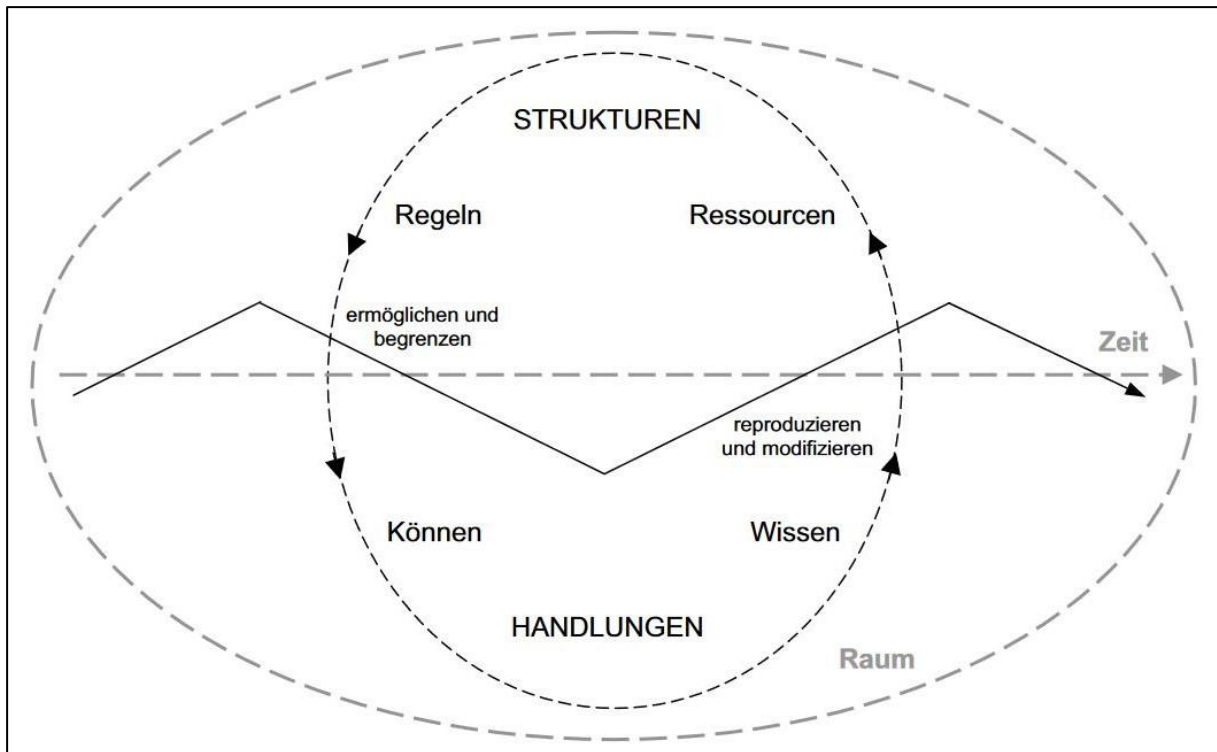 STRUKTUREN
Regeln
Ressourcen
ermöglichen und
begrenzen
Zeit
reproduzieren
und modifizieren
Können
Wissen
HANDLUNGEN
Raum